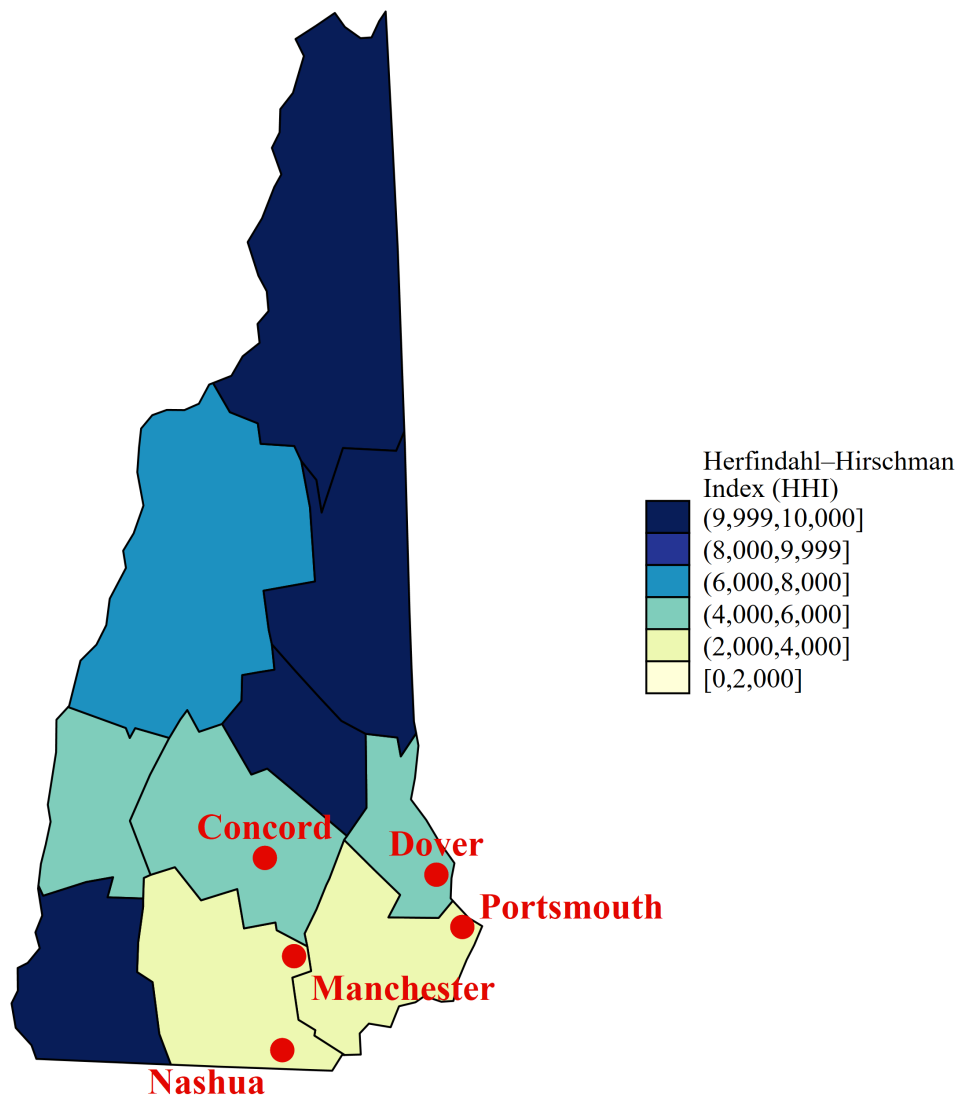 Herfindahl–Hirschman
Index (HHI)
(9,999,10,000]
(8,000,9,999]
(6,000,8,000]
(4,000,6,000]
(2,000,4,000]
[0,2,000]
Concord
Dover
Portsmouth
Manchester
Nashua